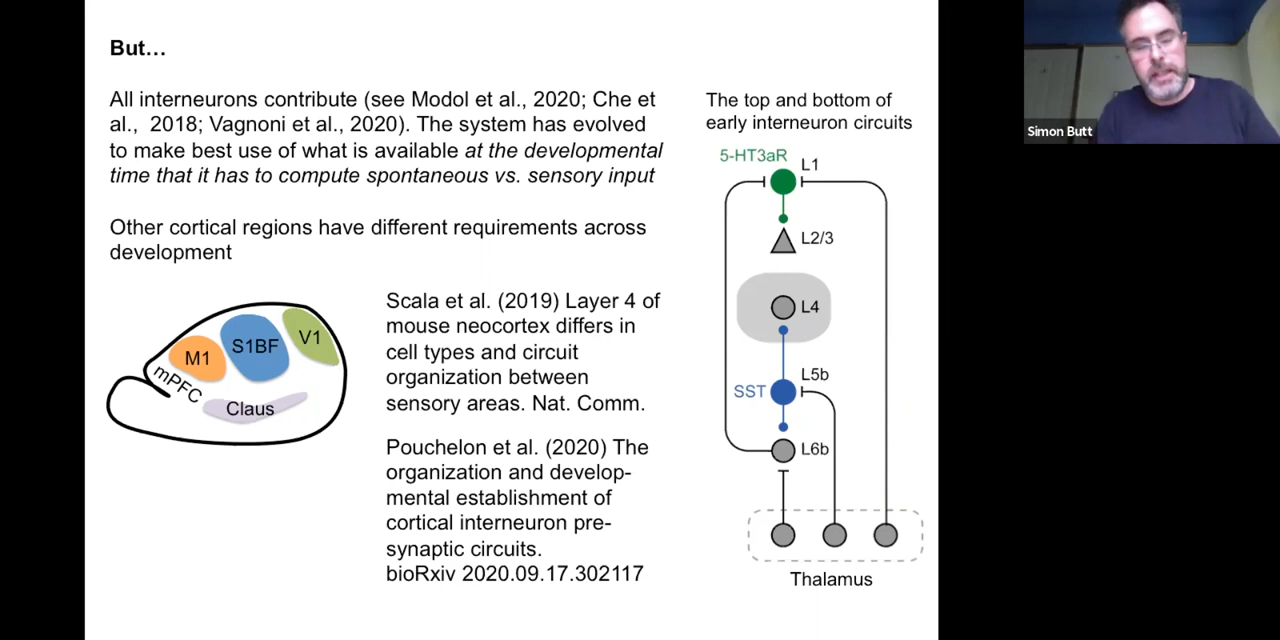 But…
All interneurons contribute (see Modol et al., 2020; Che et
al.,  2018; Vagnoni et al., 2020). The system has evolved
to make best use of what is available at the developmental
time that it has to compute spontaneous vs. sensory input
Other cortical regions have different requirements across
development
M1
S1BF
V1
mPFC
Claus
Scala et al. (2019) Layer 4 of
mouse neocortex differs in
cell types and circuit
organization between
sensory areas. Nat. Comm.
Pouchelon et al. (2020) The
organization and develop-
mental establishment of
cortical interneuron pre-
synaptic circuits.
bioRxiv 2020.09.17.302117
The top and bottom of
early interneuron circuits
5-HT3aR
L1
L2/3
L4
L5b
SST
L6b
Thalamus
Simon Butt